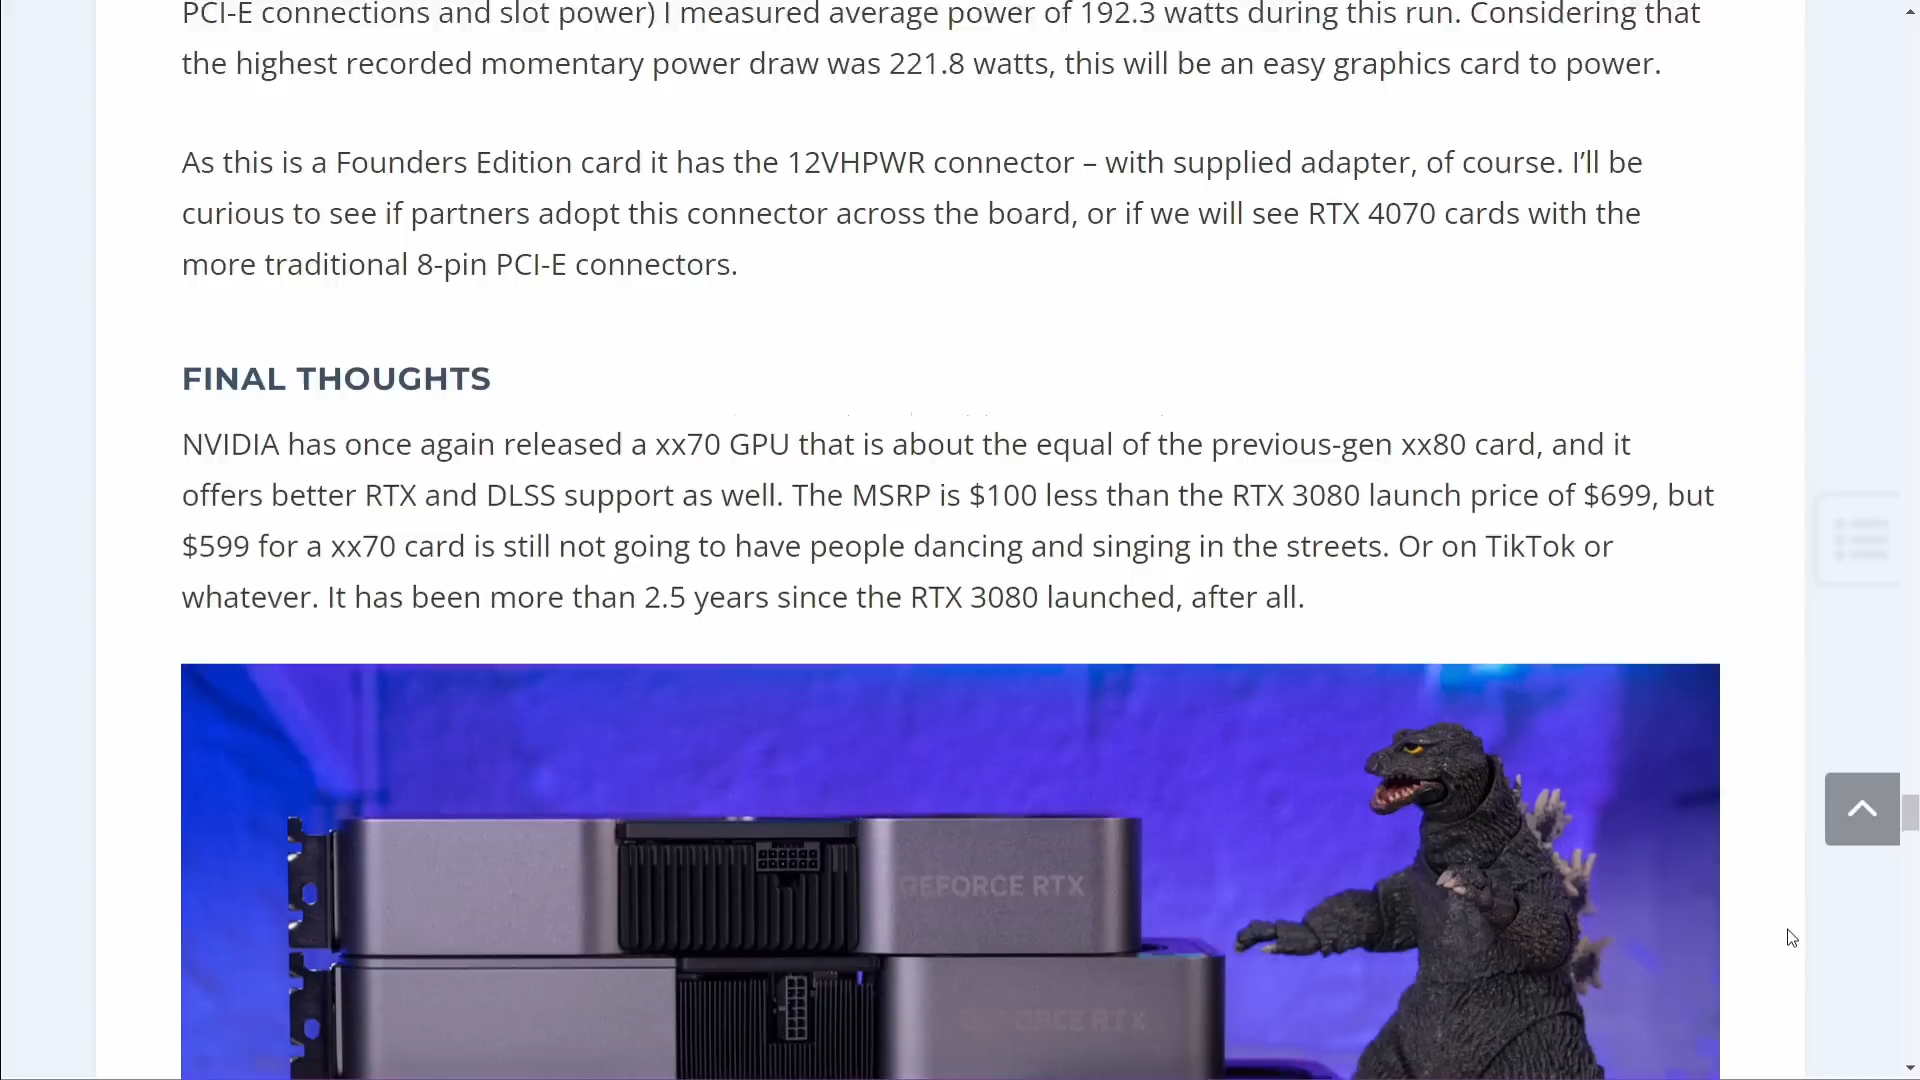 PCI-E connections and slot power) I measured average power of 192.3 watts during this run. Considering that
the highest recorded momentary power draw was 221.8 watts, this will be an easy graphics card to power.
As this is a Founders Edition card it has the 12VHPWR connector – with supplied adapter, of course. I’ll be
curious to see if partners adopt this connector across the board, or if we will see RTX 4070 cards with the
more traditional 8-pin PCI-E connectors.
FINAL THOUGHTS
NVIDIA has once again released a xx70 GPU that is about the equal of the previous-gen xx80 card, and it
offers better RTX and DLSS support as well. The MSRP is $100 less than the RTX 3080 launch price of $699, but
$599 for a xx70 card is still not going to have people dancing and singing in the streets. Or on TikTok or
whatever. It has been more than 2.5 years since the RTX 3080 launched, after all.
GEFORCE RTX
GEFORCE RTX